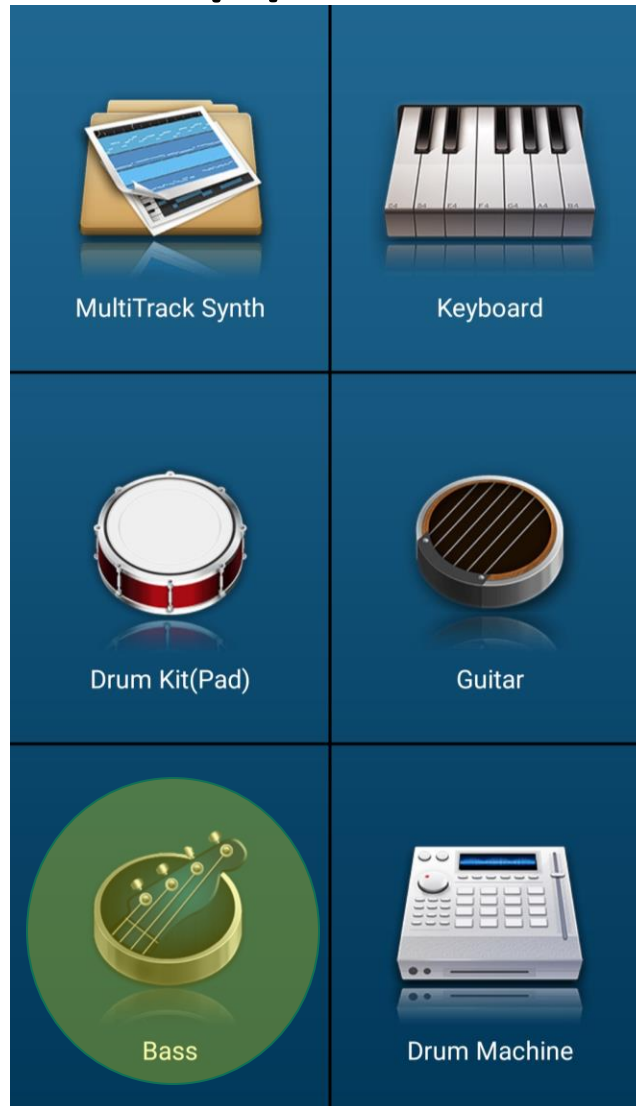 MultiTrack Synth
Keyboard
Drum Kit(Pad)
Guitar
Bass
Drum Machine